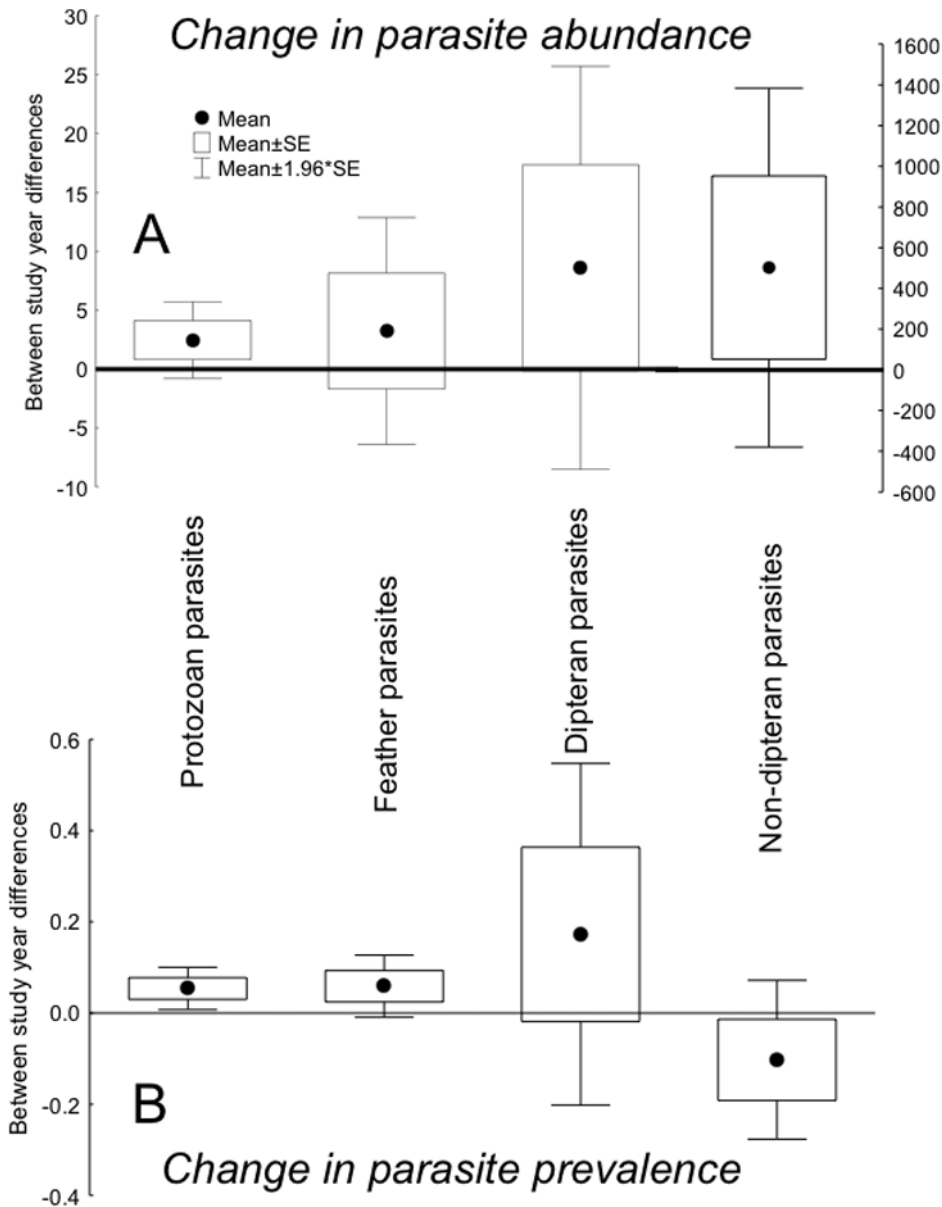 Change in parasite abundance
Between study year differences
30
25
20
15
10
5
0
-5
-10
Mean
Mean±SE
Mean±1.96*SE
A
1600
1400
1200
1000
800
600
400
200
0
-200
-400
-600
Protozoan parasites
Feather parasites
Dipteran parasites
Non-dipteran parasites
Between study year differences
0.6
0.4
0.2
0.0
-0.2
-0.4
B
Change in parasite prevalence